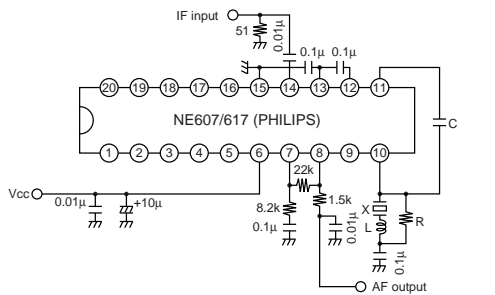 IF input
51
0.01μ
0.1μ 0.1μ
20 19 18 17 16 15 14 13 12 11
NE607/617 (PHILIPS)
C
1 2 3 4 5 6 7 8 9 10
22k
Vcc
0.01μ
+10μ
8.2k
1.5k
0.1μ
0.01μ
X
L
R
0.1μ
AF output